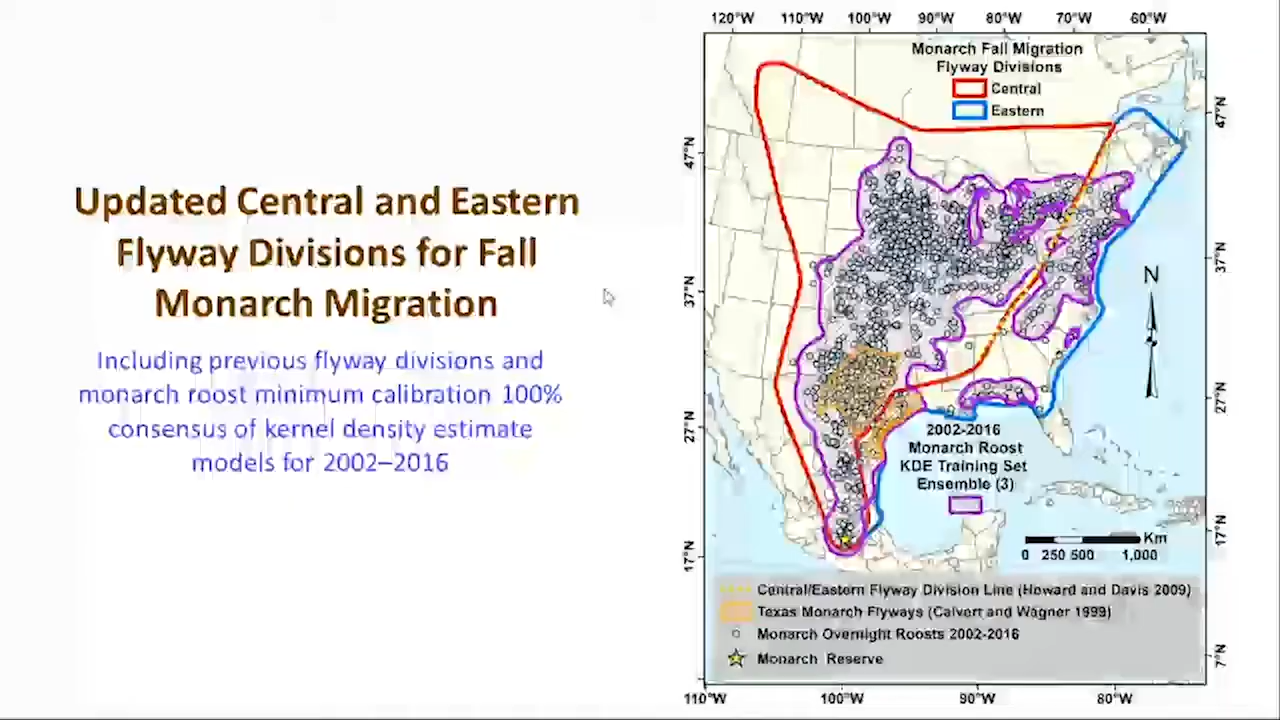 Updated Central and Eastern
Flyway Divisions for Fall
Monarch Migration
Including previous flyway divisions and
monarch roost minimum calibration 100%
consensus of kernel density estimate
models for 2002–2016
120°W 110°W 100°W 90°W 80°W 70°W 60°W
Monarch Fall Migration
Flyway Divisions
Central
Eastern
47°N
47°N
37°N
37°N
N
27°N
27°N
2002-2016
Monarch Roost
KDE Training Set
Ensemble (3)
17°N
17°N
Km
0 250 500 1,000
Central/Eastern Flyway Division Line (Howard and Davis 2009)
Texas Monarch Flyways (Calvert and Wagner 1999)
Monarch Overnight Roosts 2002-2016
Monarch Reserve
7°N
110°W 100°W 90°W 80°W